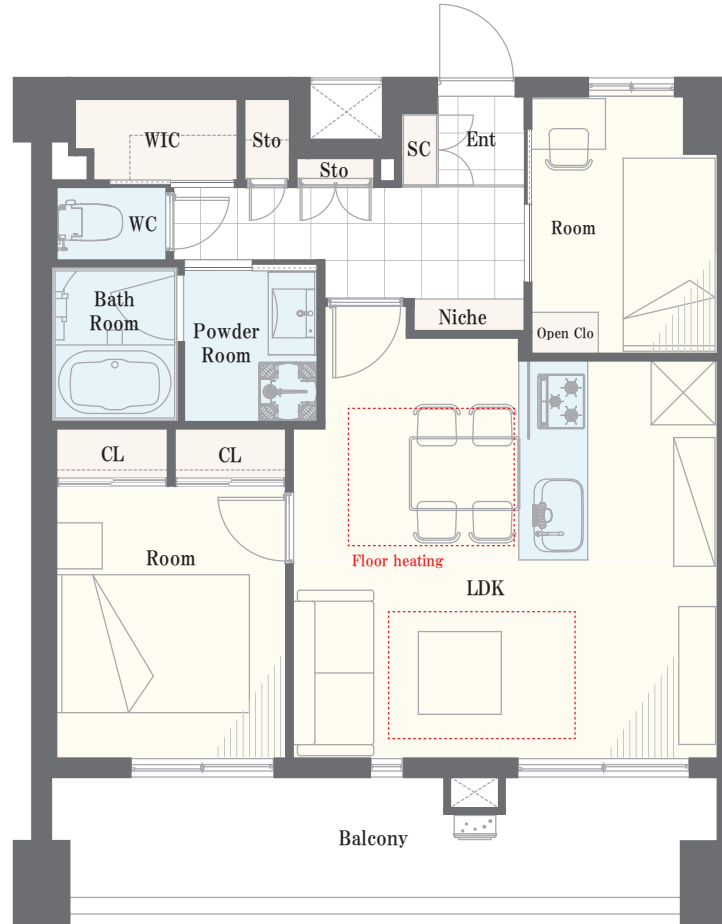 WIC
Sto
Sto
SC
Ent
WC
Room
Bath
Room
Powder
Room
Niche
Open Clo
CL
CL
Room
Floor heating
LDK
Balcony